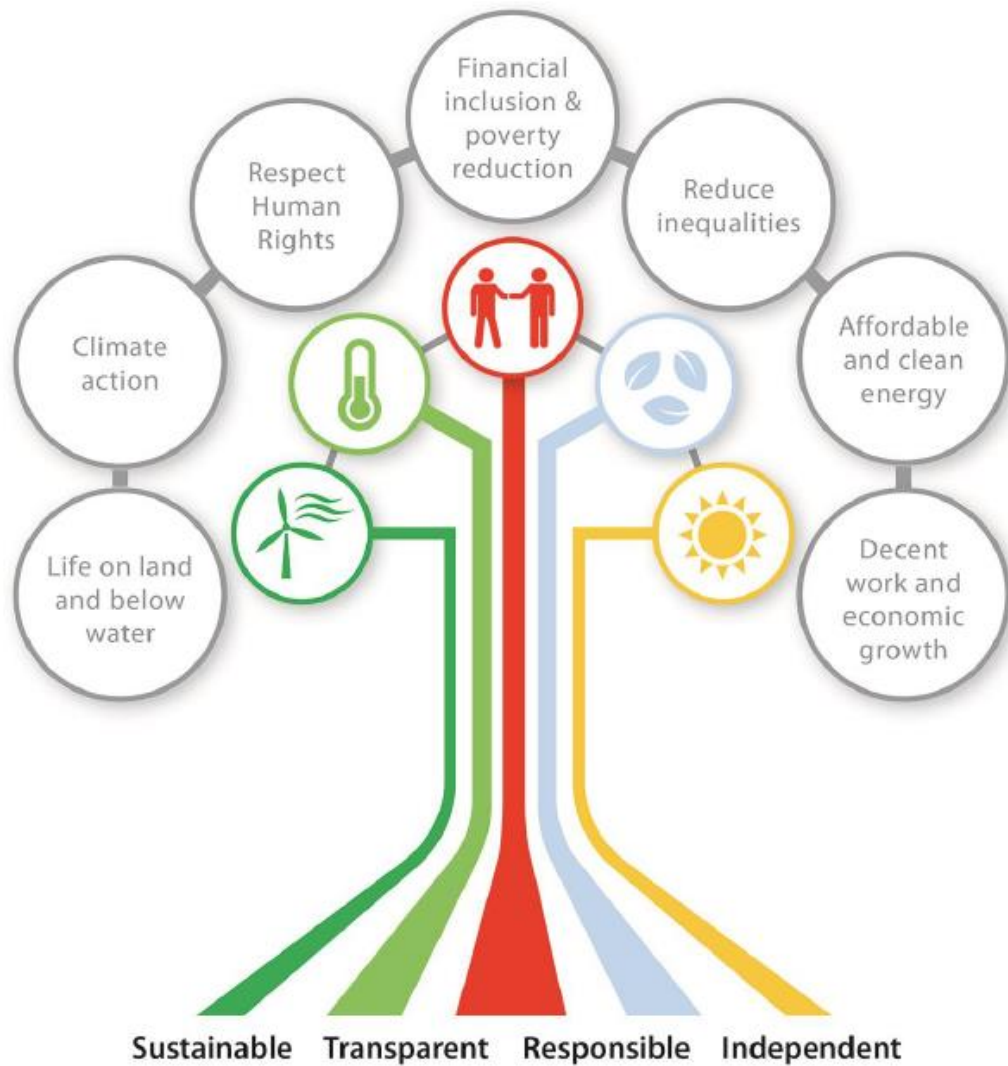 Financial
inclusion &
poverty
reduction
Respect
Human
Rights
Reduce
inequalities
Climate
action
Affordable
and clean
energy
Life on land
and below
water
Decent
work and
economic
growth
Sustainable Transparent Responsible Independent